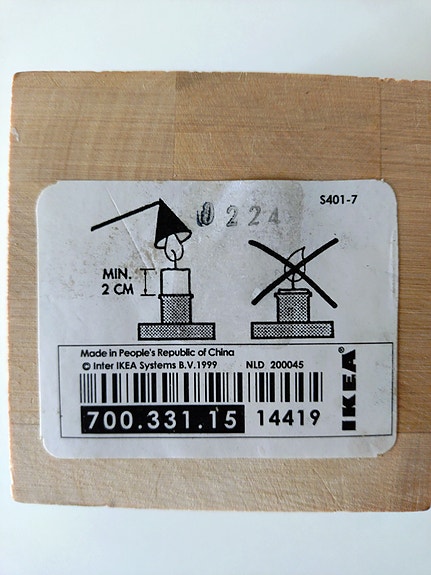 S401-7
0224
MIN.
2 CM
Made in People's Republic of China
© Inter IKEA Systems B.V.1999 NLD 200045
700.331.15 14419
IKEA®